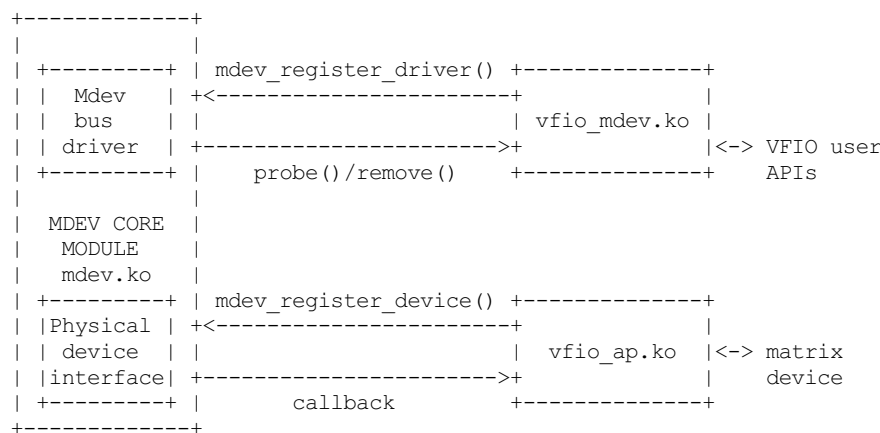 +-------------+
|             |
| +---------+ | mdev_register_driver() +--------------+
| |  Mdev   | +<-----------------------+              |
| |  bus    | |                        | vfio_mdev.ko |
| | driver  | +----------------------->+              |<-> VFIO user
| +---------+ |    probe()/remove()    +--------------+    APIs
|             |
|  MDEV CORE  |
|   MODULE    |
|   mdev.ko   |
| +---------+ | mdev_register_device() +--------------+
| |Physical | +<-----------------------+              |
| | device  | |                        |  vfio_ap.ko  |<-> matrix
| |interface| +----------------------->+              |    device
| +---------+ |       callback         +--------------+
+-------------+